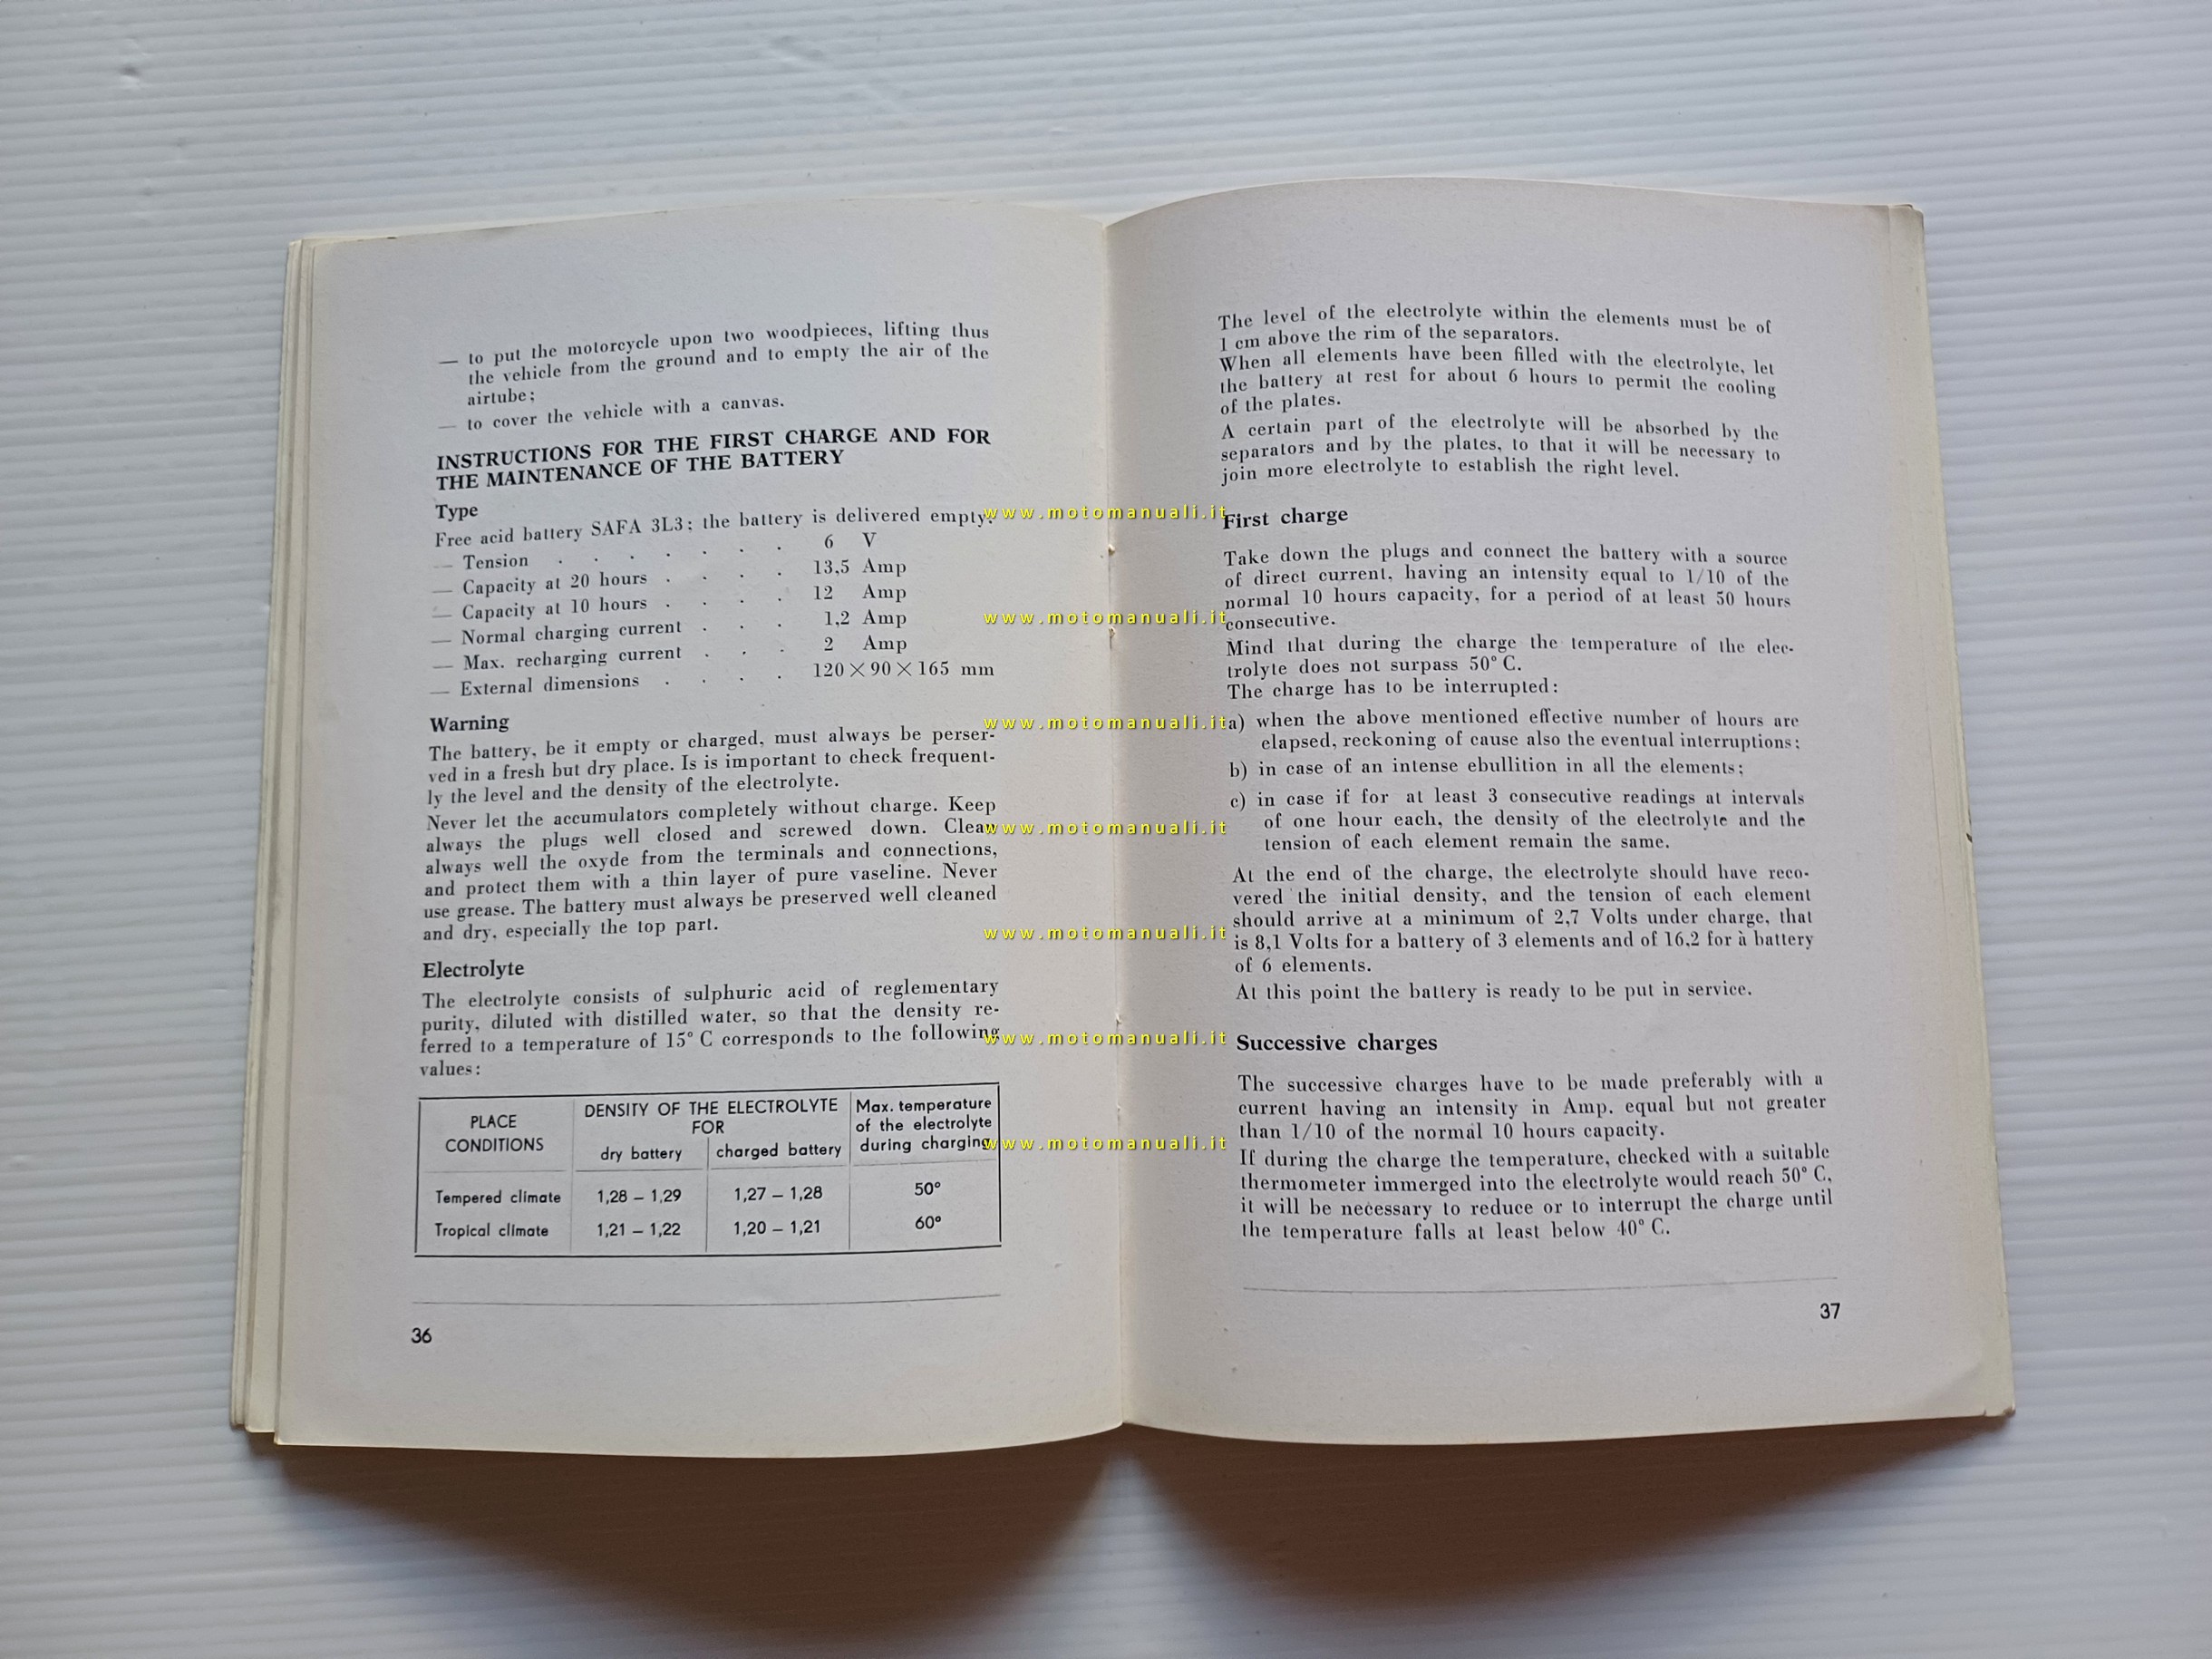 — to put the motorcycle upon two woodpieces, lifting thus
the vehicle from the ground and to empty the air of the
airtube;
— to cover the vehicle with a canvas.
INSTRUCTIONS FOR THE FIRST CHARGE AND FOR
THE MAINTENANCE OF THE BATTERY
Type
Free acid battery SAFA 3L3; the battery is delivered empty.
— Tension . . . . . . 6 V
— Capacity at 20 hours . . . . 13,5 Amp
— Capacity at 10 hours . . . . 12 Amp
— Normal charging current . . . 1,2 Amp
— Max. recharging current . . . 2 Amp
— External dimensions . . . . 120 × 90 × 165 mm
Warning
The battery, be it empty or charged, must always be perser-
ved in a fresh but dry place. Is is important to check frequent-
ly the level and the density of the electrolyte.
Never let the accumulators completely without charge. Keep
always the plugs well closed and screwed down. Clean
always well the oxyde from the terminals and connections,
and protect them with a thin layer of pure vaseline. Never
use grease. The battery must always be preserved well cleaned
and dry, especially the top part.
Electrolyte
The electrolyte consists of sulphuric acid of reglementary
purity, diluted with distilled water, so that the density re-
ferred to a temperature of 15° C corresponds to the following
values:
PLACE CONDITIONS
DENSITY OF THE ELECTROLYTE FOR
dry battery charged battery
Max. temperature of the electrolyte during charging
Tempered climate 1,28 – 1,29 1,27 – 1,28 50°
Tropical climate 1,21 – 1,22 1,20 – 1,21 60°
36
The level of the electrolyte within the elements must be of
1 cm above the rim of the separators.
When all elements have been filled with the electrolyte, let
the battery at rest for about 6 hours to permit the cooling
of the plates.
A certain part of the electrolyte will be absorbed by the
separators and by the plates, to that it will be necessary to
join more electrolyte to establish the right level.
First charge
Take down the plugs and connect the battery with a source
of direct current, having an intensity equal to 1/10 of the
normal 10 hours capacity, for a period of at least 50 hours
consecutive.
Mind that during the charge the temperature of the elec-
trolyte does not surpass 50° C.
The charge has to be interrupted:
a) when the above mentioned effective number of hours are
elapsed, reckoning of cause also the eventual interruptions;
b) in case of an intense ebullition in all the elements;
c) in case if for at least 3 consecutive readings at intervals
of one hour each, the density of the electrolyte and the
tension of each element remain the same.
At the end of the charge, the electrolyte should have reco-
vered the initial density, and the tension of each element
should arrive at a minimum of 2,7 Volts under charge, that
is 8,1 Volts for a battery of 3 elements and of 16,2 for à battery
of 6 elements.
At this point the battery is ready to be put in service.
Successive charges
The successive charges have to be made preferably with a
current having an intensity in Amp. equal but not greater
than 1/10 of the normal 10 hours capacity.
If during the charge the temperature, checked with a suitable
thermometer immerged into the electrolyte would reach 50° C,
it will be necessary to reduce or to interrupt the charge until
the temperature falls at least below 40° C.
37
www.motomanuali.it
www.motomanuali.it
www.motomanuali.it
www.motomanuali.it
www.motomanuali.it
www.motomanuali.it
www.motomanuali.it